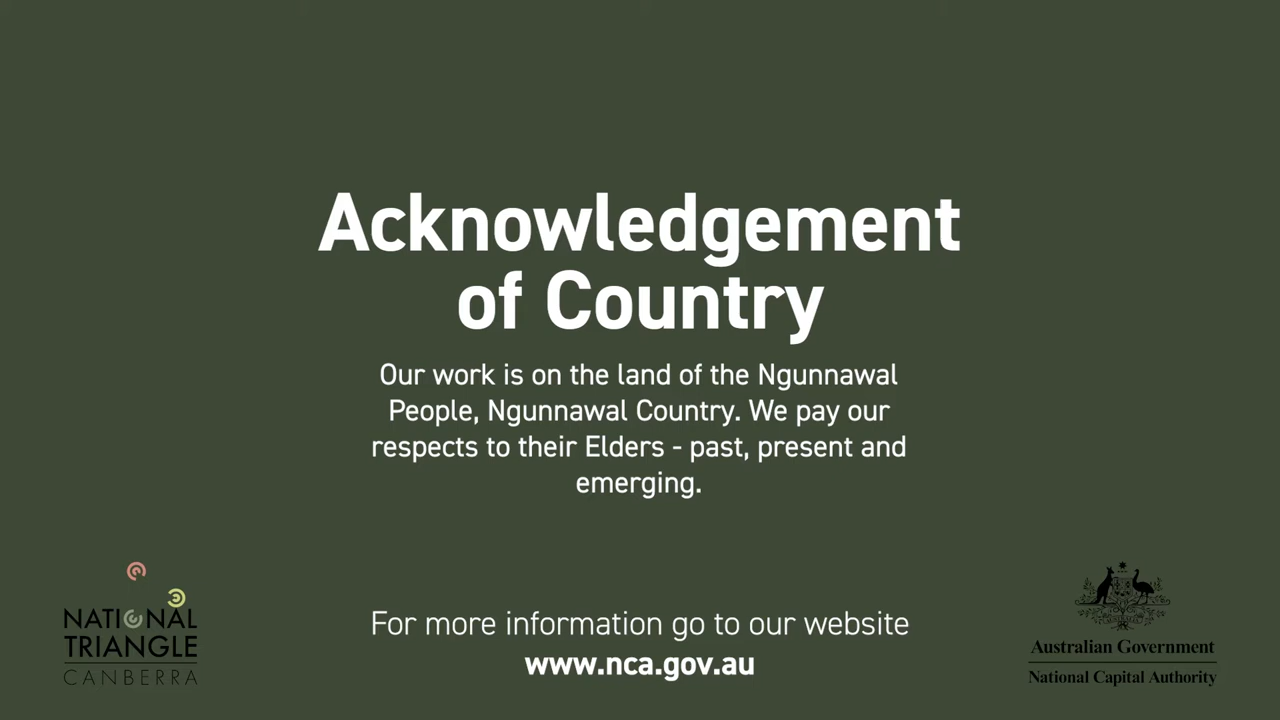 Acknowledgement
of Country
Our work is on the land of the Ngunnawal
People, Ngunnawal Country. We pay our
respects to their Elders - past, present and
emerging.
NATIONAL
TRIANGLE
CANBERRA
For more information go to our website
www.nca.gov.au
Australian Government
National Capital Authority